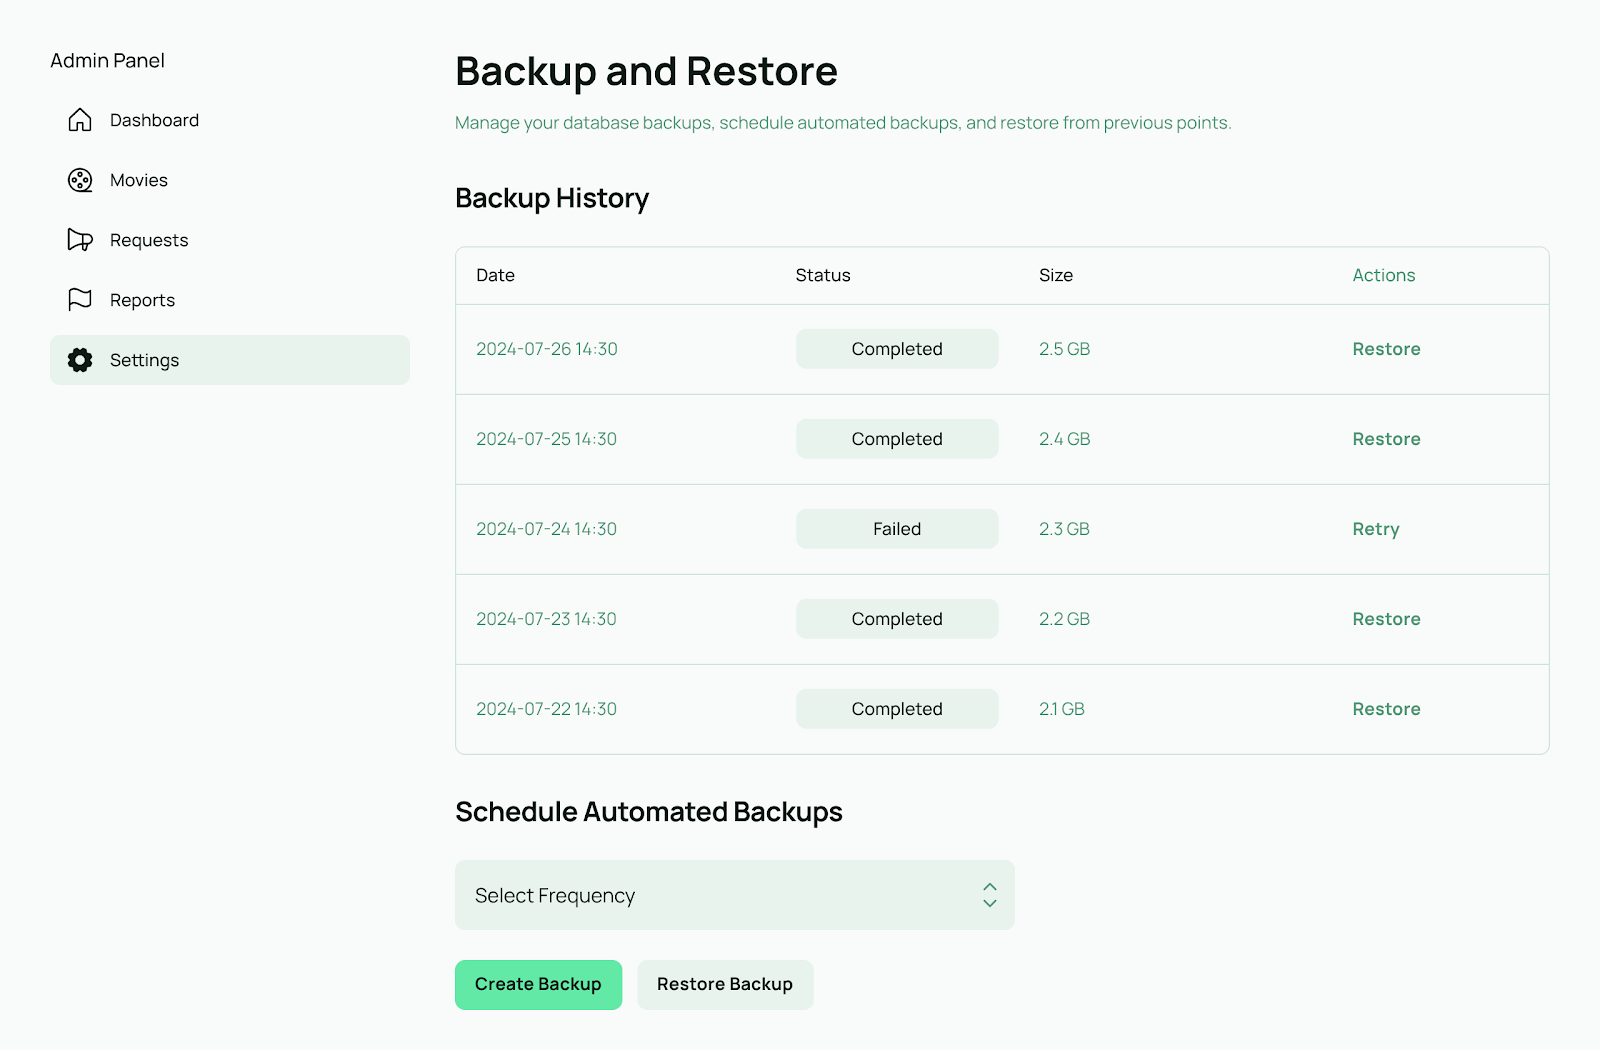 Admin Panel
Dashboard
Movies
Requests
Reports
Settings
Backup and Restore
Manage your database backups, schedule automated backups, and restore from previous points.
Backup History
Date Status Size Actions
2024-07-26 14:30 Completed 2.5 GB Restore
2024-07-25 14:30 Completed 2.4 GB Restore
2024-07-24 14:30 Failed 2.3 GB Retry
2024-07-23 14:30 Completed 2.2 GB Restore
2024-07-22 14:30 Completed 2.1 GB Restore
Schedule Automated Backups
Select Frequency
Create Backup Restore Backup